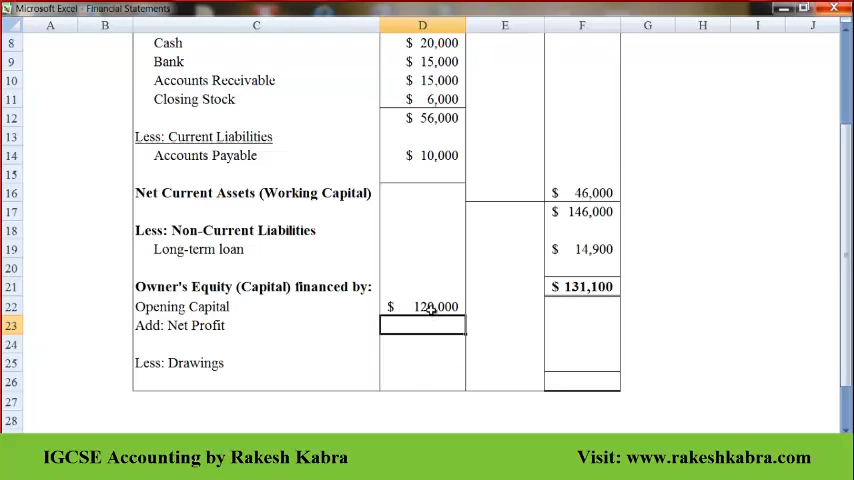 Microsoft Excel - Financial Statements
A B C D E F G H I J
8 Cash $ 20,000
9 Bank $ 15,000
10 Accounts Receivable $ 15,000
11 Closing Stock $ 6,000
12 $ 56,000
13 Less: Current Liabilities
14 Accounts Payable $ 10,000
15
16 Net Current Assets (Working Capital) $ 46,000
17 $ 146,000
18 Less: Non-Current Liabilities
19 Long-term loan $ 14,900
20
21 Owner's Equity (Capital) financed by: $ 131,100
22 Opening Capital $ 120,000
23 Add: Net Profit
24
25 Less: Drawings
26
27
28
IGCSE Accounting by Rakesh Kabra Visit: www.rakeshkabra.com